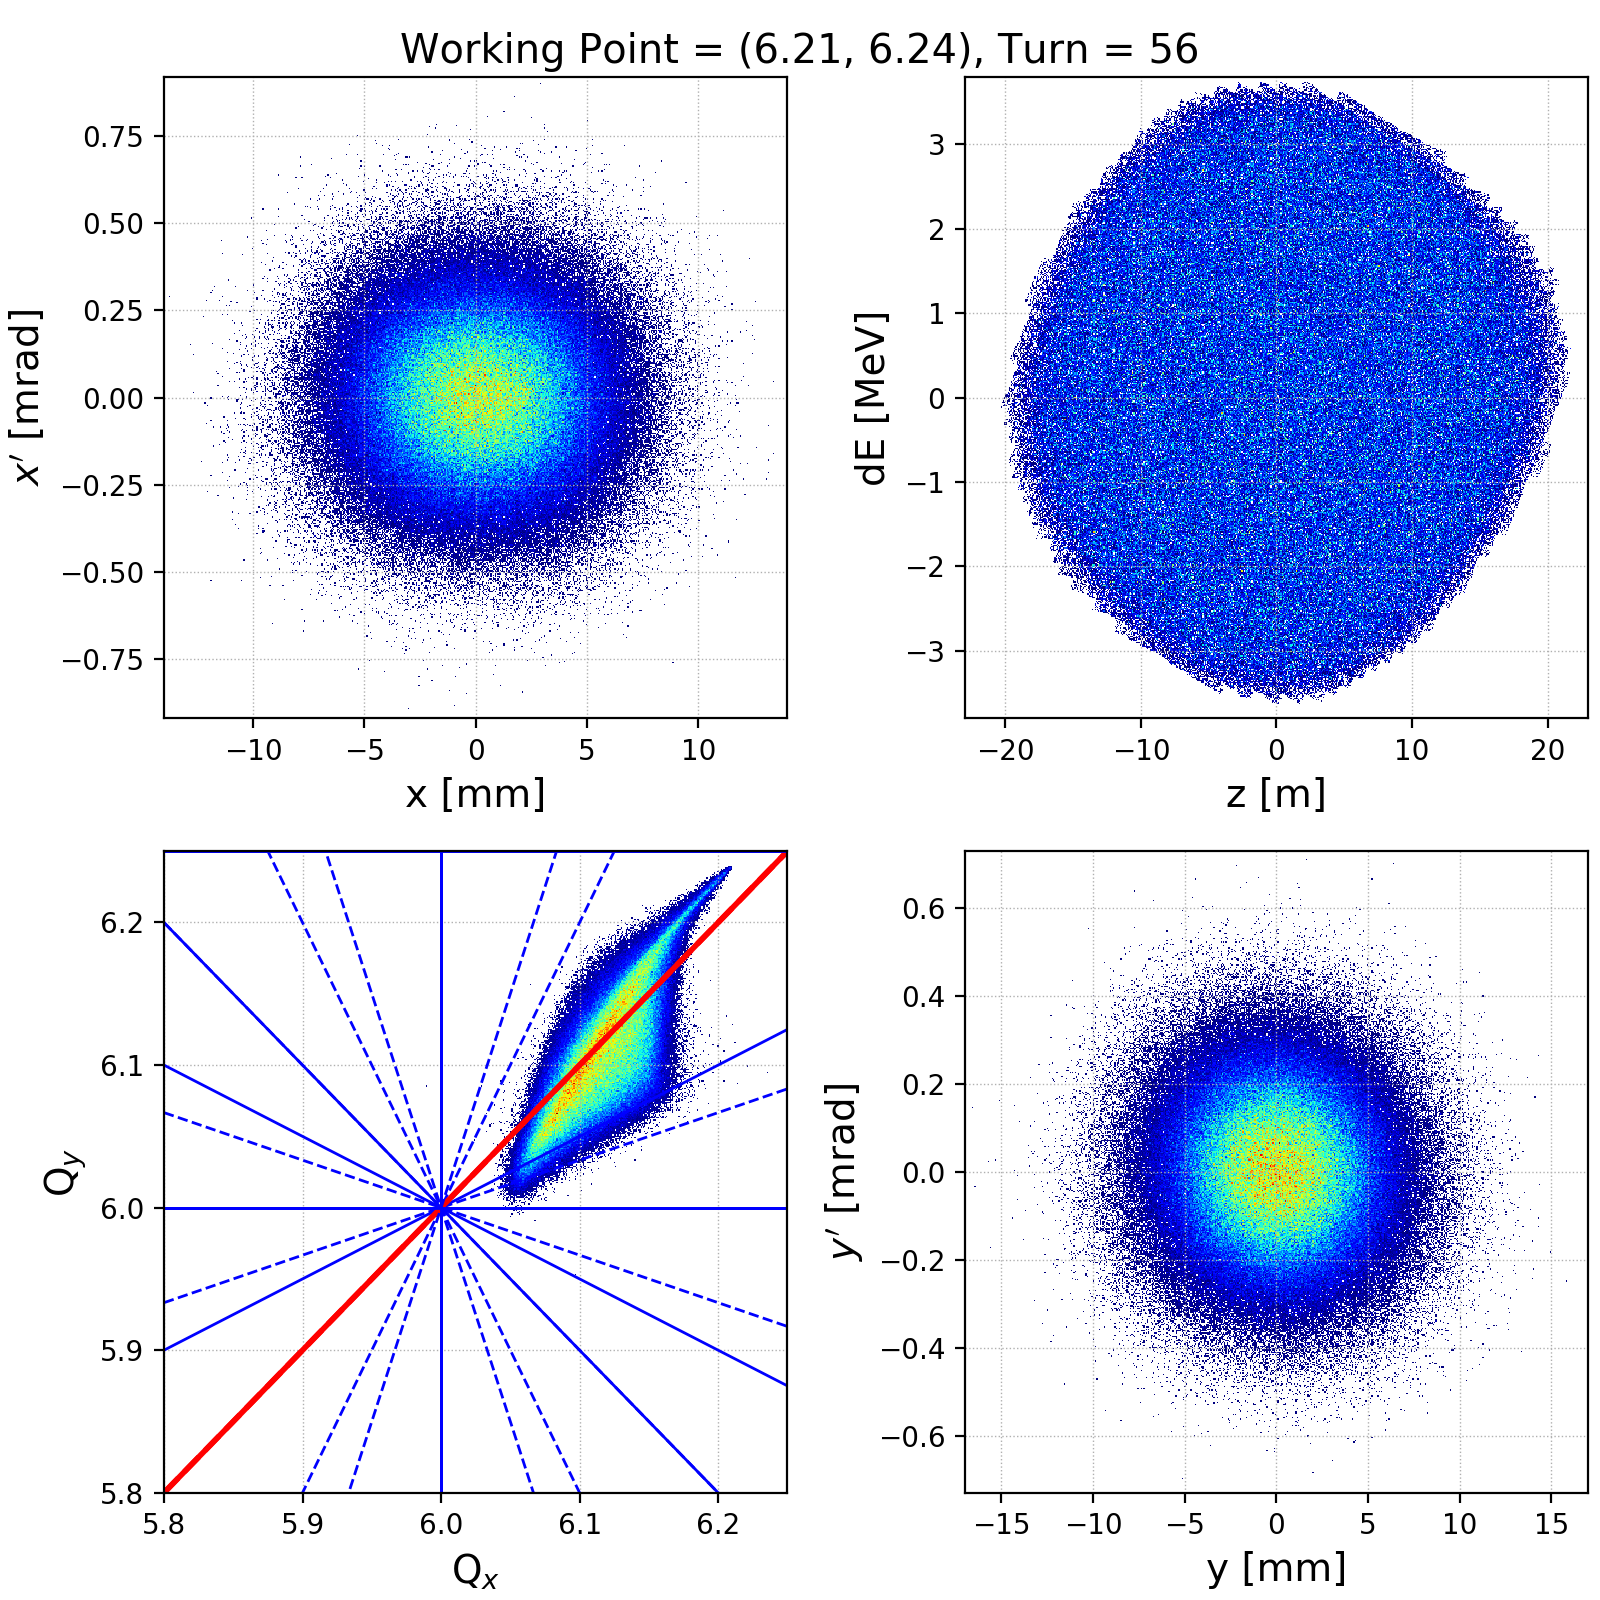 Working Point = (6.21, 6.24), Turn = 56
0.75
0.50
0.25
0.00
−0.25
−0.50
−0.75
x′ [mrad]
−10 −5 0 5 10
x [mm]
3
2
1
0
−1
−2
−3
dE [MeV]
−20 −10 0 10 20
z [m]
6.2
6.1
6.0
5.9
5.8
Qy
5.8 5.9 6.0 6.1 6.2
Qx
0.6
0.4
0.2
0.0
−0.2
−0.4
−0.6
y′ [mrad]
−15 −10 −5 0 5 10 15
y [mm]